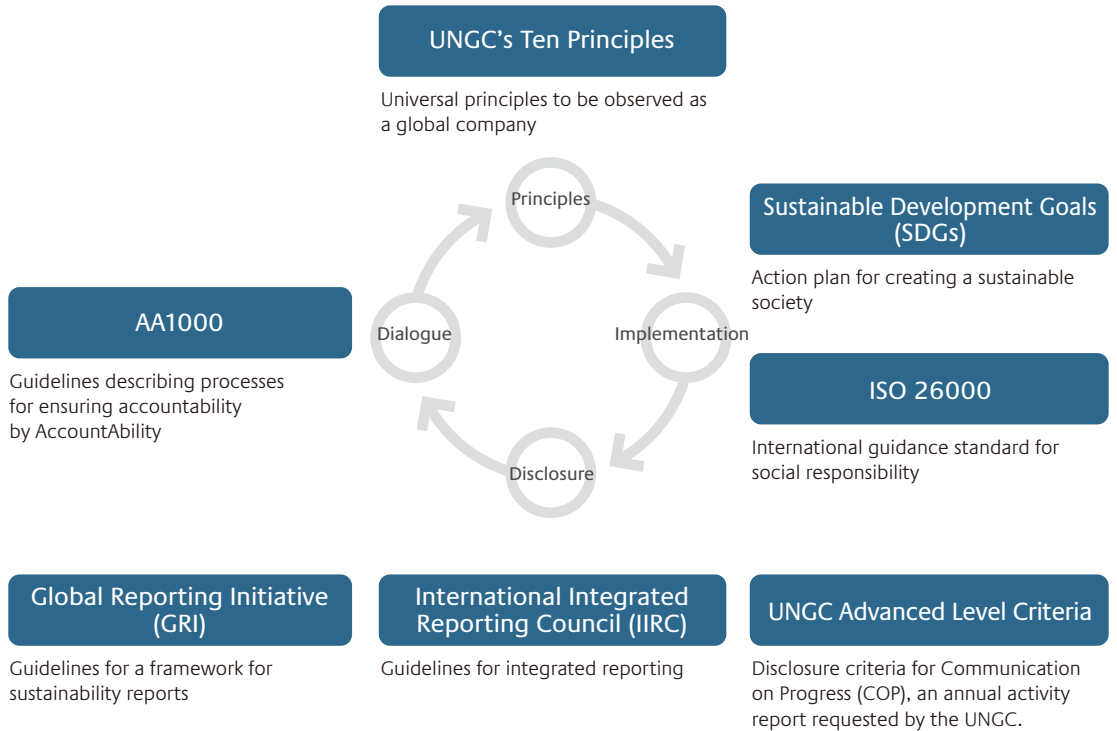 UNGC’s Ten Principles
Universal principles to be observed as
a global company
Principles
Sustainable Development Goals
(SDGs)
Action plan for creating a sustainable
society
AA1000
Guidelines describing processes
for ensuring accountability
by AccountAbility
Dialogue
Implementation
ISO 26000
International guidance standard for
social responsibility
Disclosure
Global Reporting Initiative
(GRI)
Guidelines for a framework for
sustainability reports
International Integrated
Reporting Council (IIRC)
Guidelines for integrated reporting
UNGC Advanced Level Criteria
Disclosure criteria for Communication
on Progress (COP), an annual activity
report requested by the UNGC.